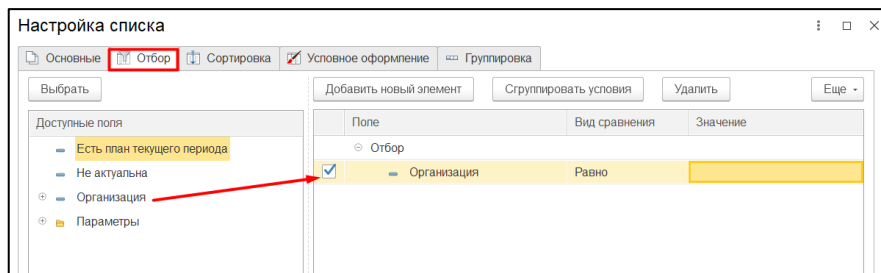 Настройка списка
Основные Отбор Сортировка Условное оформление Группировка
Выбрать
Добавить новый элемент Сгруппировать условия Удалить Еще
Доступные поля
Поле Вид сравнения Значение
Есть план текущего периода
Отбор
Не актуальна
Организация Равно
Организация
Параметры